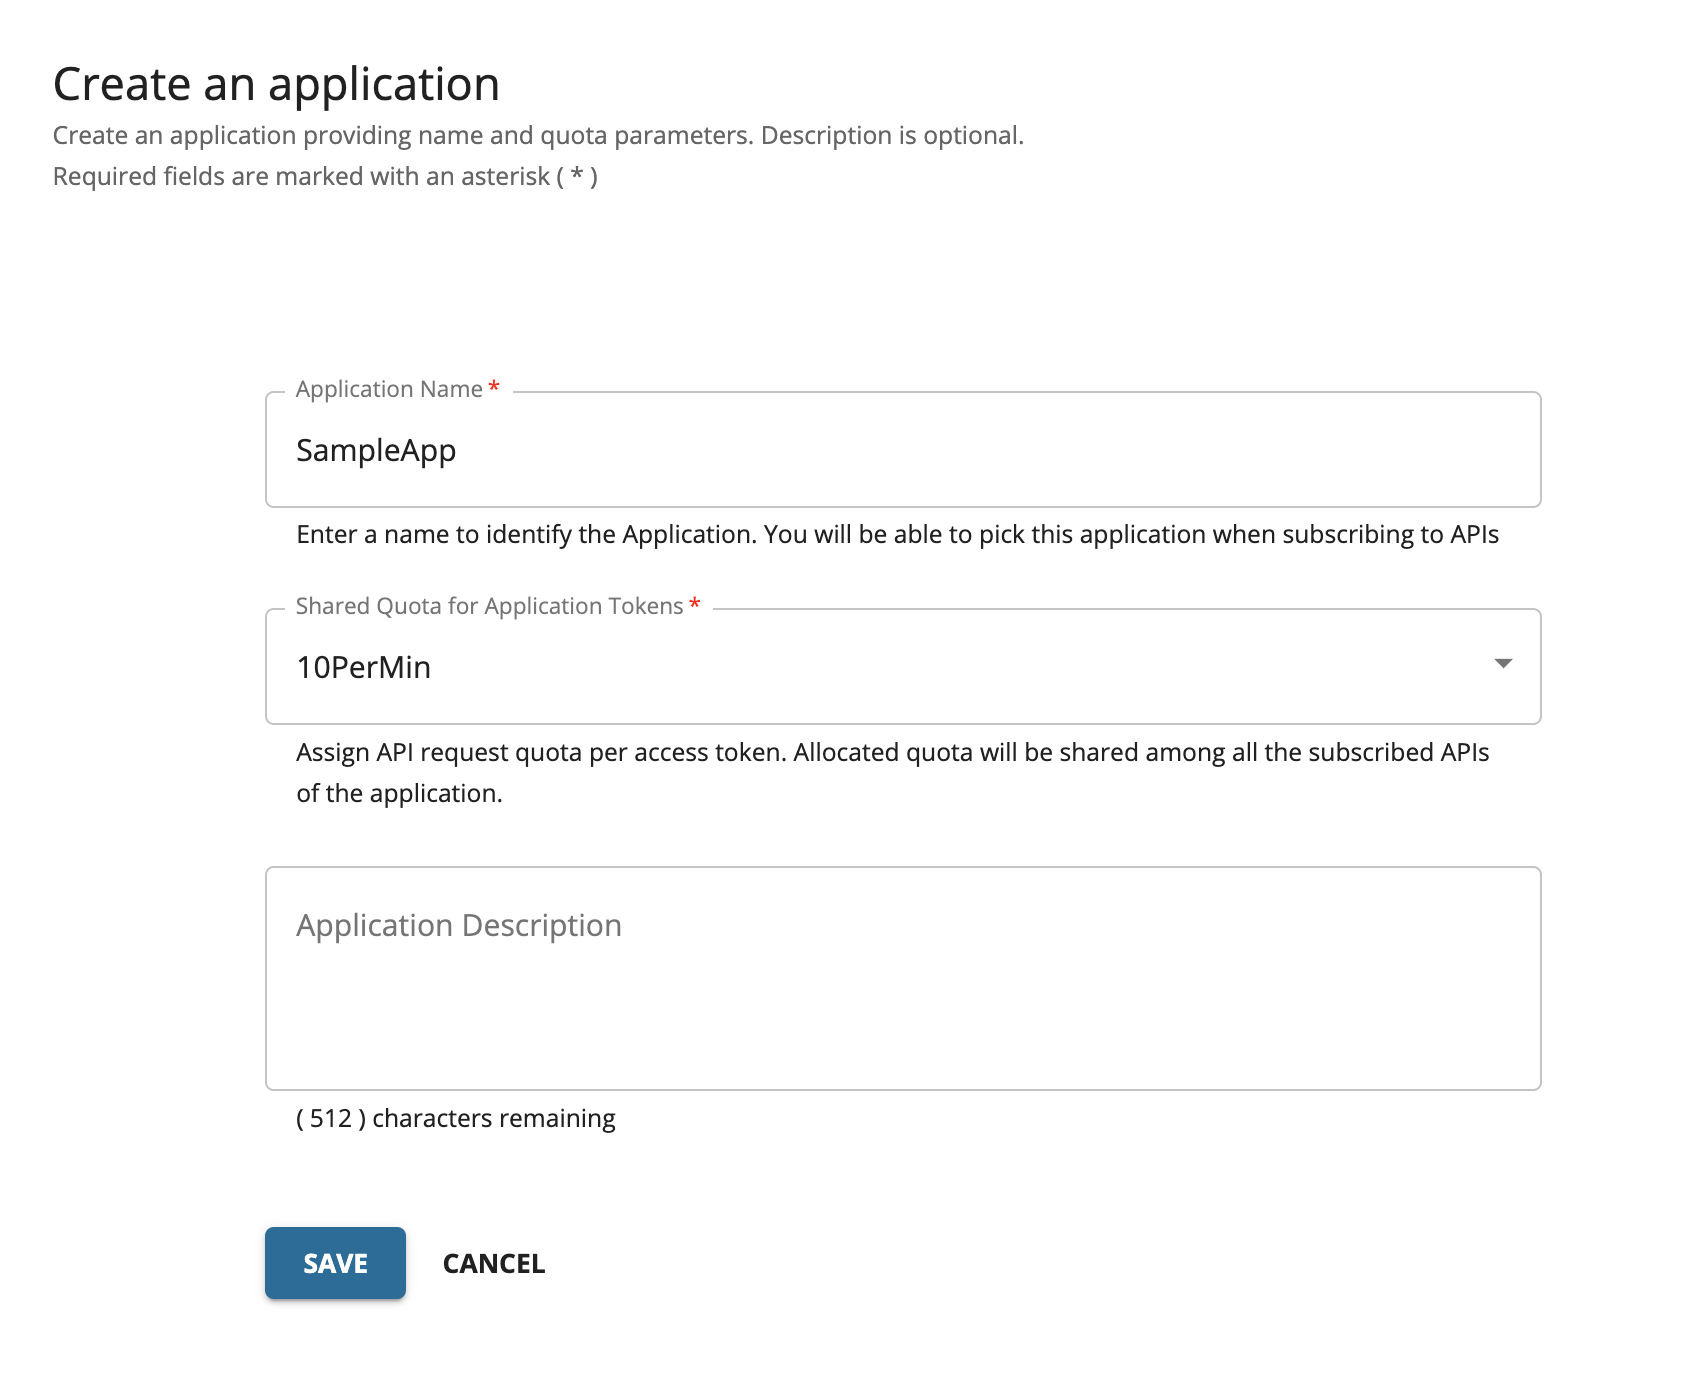 Create an application
Create an application providing name and quota parameters. Description is optional.
Required fields are marked with an asterisk ( * )
Application Name *
SampleApp
Enter a name to identify the Application. You will be able to pick this application when subscribing to APIs
Shared Quota for Application Tokens *
10PerMin
Assign API request quota per access token. Allocated quota will be shared among all the subscribed APIs
of the application.
Application Description
( 512 ) characters remaining
SAVE CANCEL